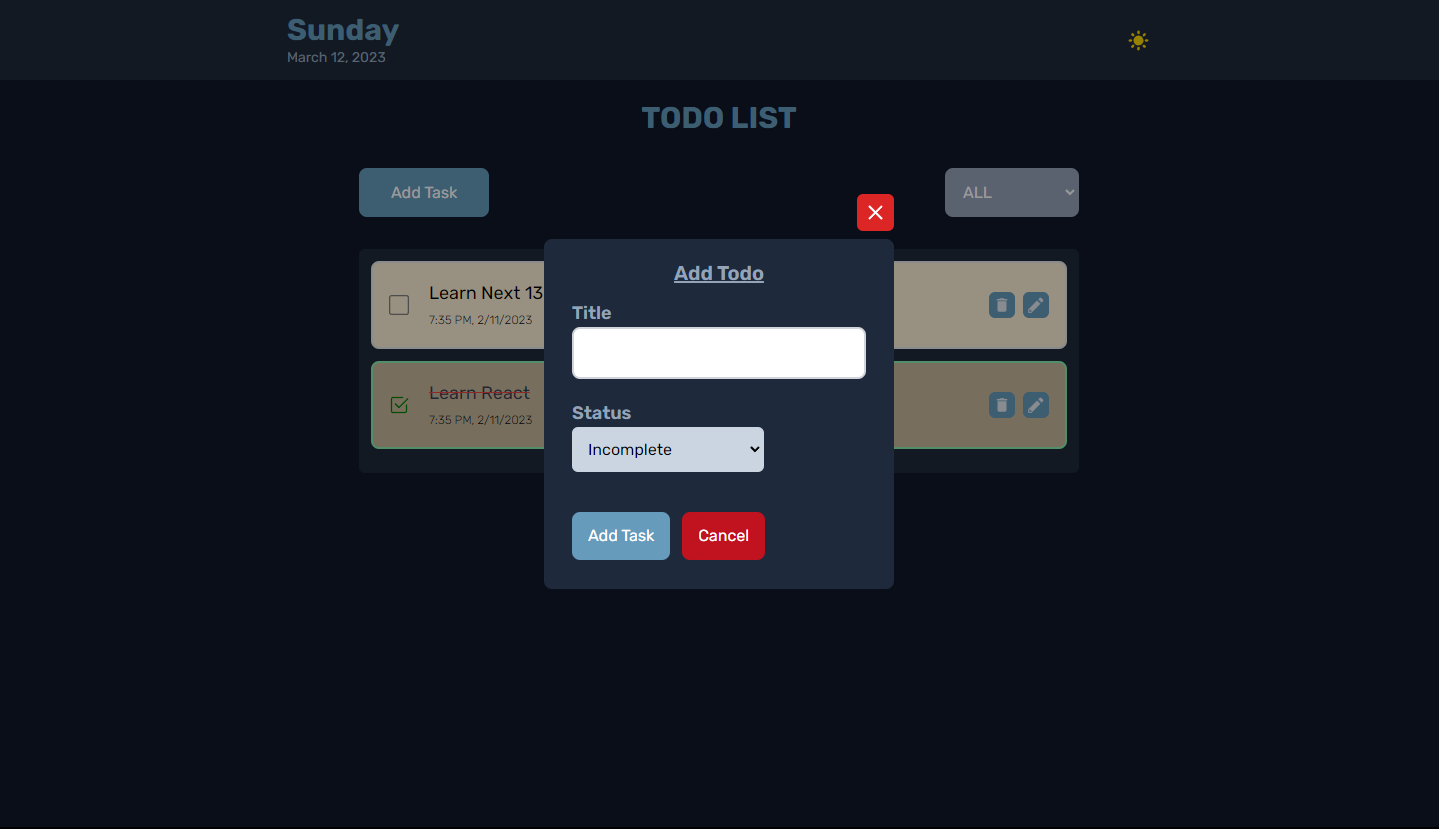 Sunday
March 12, 2023
TODO LIST
Add Task
ALL
Learn Next 13
7:35 PM, 2/11/2023
Learn React
7:35 PM, 2/11/2023
Add Todo
Title
Status
Incomplete
Add Task
Cancel